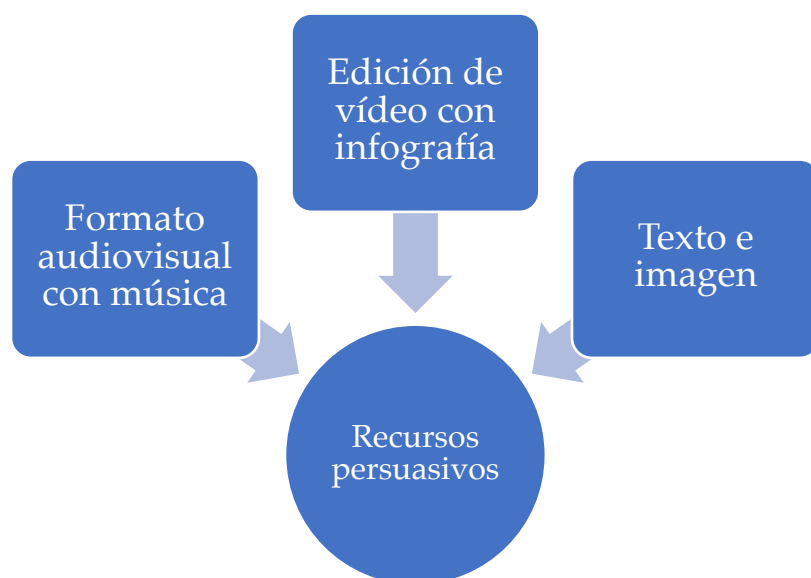 Edición de
vídeo con
infografía
Formato
audiovisual
con música
Texto e
imagen
Recursos
persuasivos